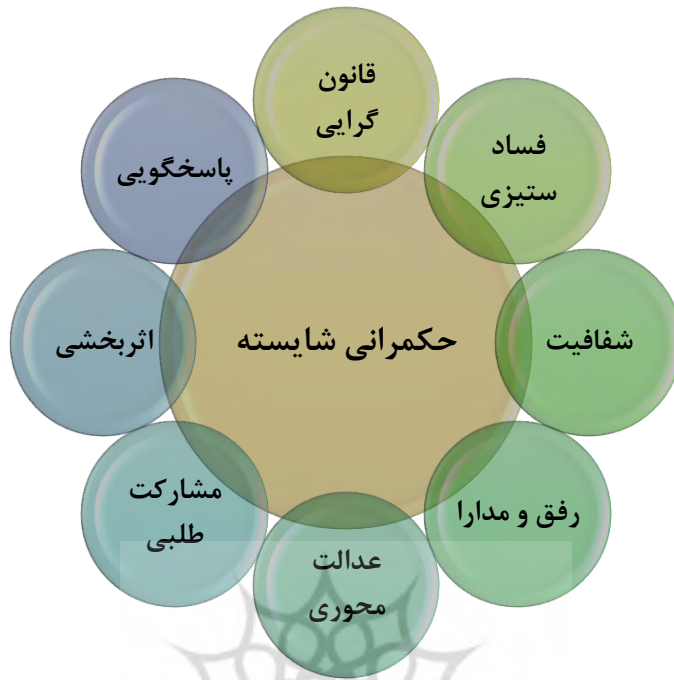 قانون
گرایی
فساد
ستیزی
شفافیت
رفق و مدارا
عدالت
محوری
مشارکت
طلبی
اثربخشی
پاسخگویی
حکمرانی شایسته